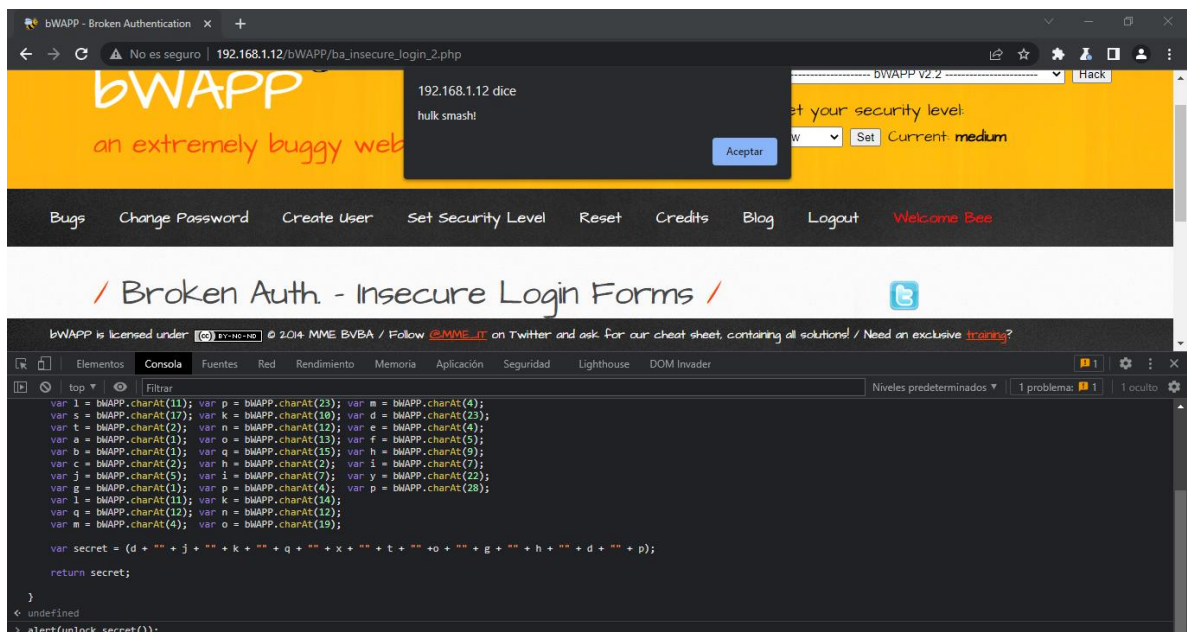 bWAPP - Broken Authentication
No es seguro | 192.168.1.12/bWAPP/ba_insecure_login_2.php
bWAPP
an extremely buggy web
192.168.1.12 dice
hulk smash!
Aceptar
---------------------- bWAPP v2.2 ---------------------- Hack
et your security level:
w Set Current: medium
Bugs Change Password Create User Set Security Level Reset Credits Blog Logout Welcome Bee
/ Broken Auth. - Insecure Login Forms /
bWAPP is licensed under (cc) BY-NC-ND © 2014 MME BVBA / Follow @MME_IT on Twitter and ask for our cheat sheet, containing all solutions! / Need an exclusive training?
Elementos Consola Fuentes Red Rendimiento Memoria Aplicación Seguridad Lighthouse DOM Invader 1
top Filtrar Niveles predeterminados 1 problema: 1 1 oculto
var l = bWAPP.charAt(11); var p = bWAPP.charAt(23); var m = bWAPP.charAt(4);
var s = bWAPP.charAt(17); var k = bWAPP.charAt(10); var d = bWAPP.charAt(23);
var t = bWAPP.charAt(2); var n = bWAPP.charAt(12); var e = bWAPP.charAt(4);
var a = bWAPP.charAt(1); var o = bWAPP.charAt(13); var f = bWAPP.charAt(5);
var b = bWAPP.charAt(1); var q = bWAPP.charAt(15); var h = bWAPP.charAt(9);
var c = bWAPP.charAt(2); var h = bWAPP.charAt(2); var i = bWAPP.charAt(7);
var j = bWAPP.charAt(5); var i = bWAPP.charAt(7); var y = bWAPP.charAt(22);
var g = bWAPP.charAt(1); var p = bWAPP.charAt(4); var p = bWAPP.charAt(28);
var l = bWAPP.charAt(11); var k = bWAPP.charAt(14);
var q = bWAPP.charAt(12); var n = bWAPP.charAt(12);
var m = bWAPP.charAt(4); var o = bWAPP.charAt(19);
var secret = (d + "" + j + "" + k + "" + q + "" + x + "" + t + "" +o + "" + g + "" + h + "" + d + "" + p);
return secret;
}
undefined
> alert(unlock_secret());